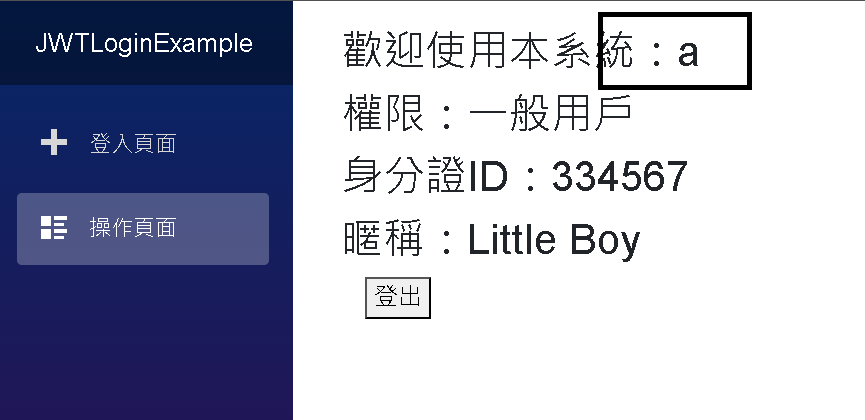 JWTLoginExample
登入頁面
操作頁面
歡迎使用本系統：a
權限：一般用戶
身分證ID：334567
暱稱：Little Boy
登出